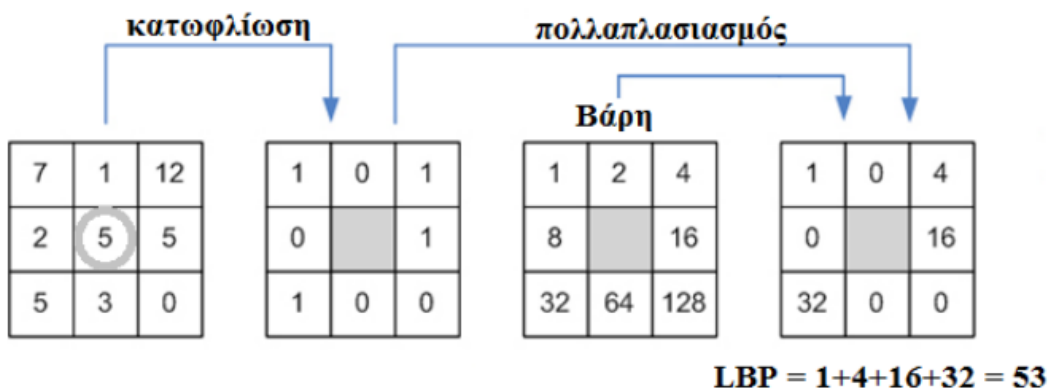 κατωφλίωση πολλαπλασιασμός
Βάρη
7 1 12 1 0 1 1 2 4 1 0 4
2 5 5 0 1 8 16 0 16
5 3 0 1 0 0 32 64 128 32 0 0
LBP = 1+4+16+32 = 53